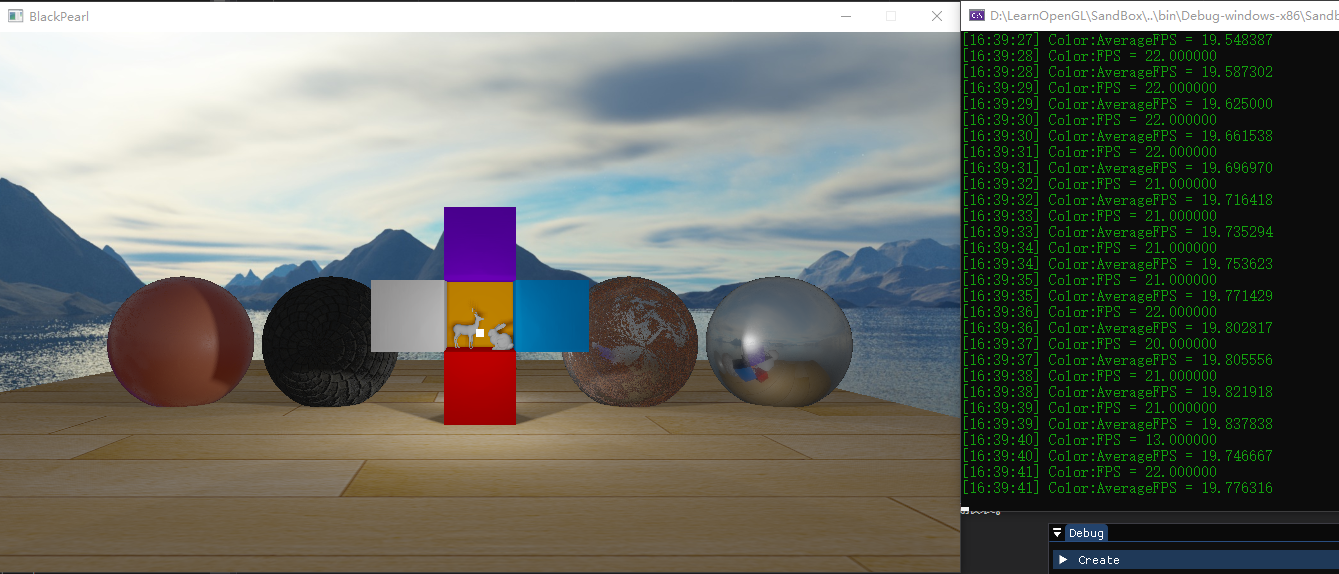 BlackPearl
D:\LearnOpenGL\SandBox\..\bin\Debug-windows-x86\Sandb
[16:39:27] Color:AverageFPS = 19.548387
[16:39:28] Color:FPS = 22.000000
[16:39:28] Color:AverageFPS = 19.587302
[16:39:29] Color:FPS = 22.000000
[16:39:29] Color:AverageFPS = 19.625000
[16:39:30] Color:FPS = 22.000000
[16:39:30] Color:AverageFPS = 19.661538
[16:39:31] Color:FPS = 22.000000
[16:39:31] Color:AverageFPS = 19.696970
[16:39:32] Color:FPS = 21.000000
[16:39:32] Color:AverageFPS = 19.716418
[16:39:33] Color:FPS = 21.000000
[16:39:33] Color:AverageFPS = 19.735294
[16:39:34] Color:FPS = 21.000000
[16:39:34] Color:AverageFPS = 19.753623
[16:39:35] Color:FPS = 21.000000
[16:39:35] Color:AverageFPS = 19.771429
[16:39:36] Color:FPS = 22.000000
[16:39:36] Color:AverageFPS = 19.802817
[16:39:37] Color:FPS = 20.000000
[16:39:37] Color:AverageFPS = 19.805556
[16:39:38] Color:FPS = 21.000000
[16:39:38] Color:AverageFPS = 19.821918
[16:39:39] Color:FPS = 21.000000
[16:39:39] Color:AverageFPS = 19.837838
[16:39:40] Color:FPS = 13.000000
[16:39:40] Color:AverageFPS = 19.746667
[16:39:41] Color:FPS = 22.000000
[16:39:41] Color:AverageFPS = 19.776316
Debug
Create